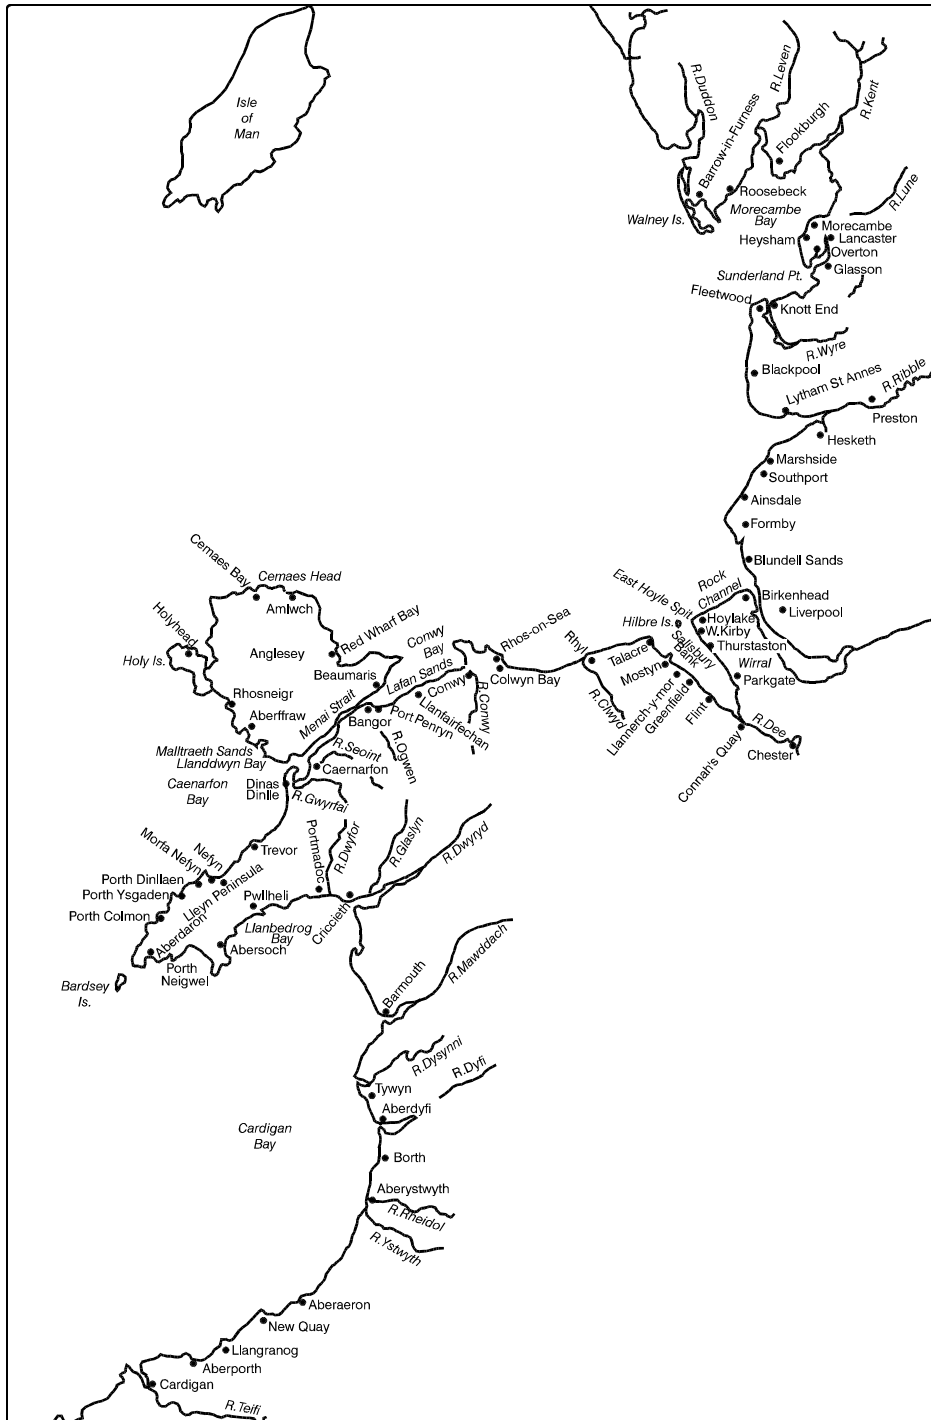 Isle
of
Man
R.Duddon
R.Leven
R.Kent
Barrow-in-Furness
Flookburgh
Roosebeck
R.Lune
Walney Is.
Morecambe
Bay
Morecambe
Heysham
Lancaster
Overton
Sunderland Pt.
Glasson
Fleetwood
Knott End
R.Wyre
Blackpool
Lytham St Annes
R.Ribble
Preston
Hesketh
Marshside
Southport
Ainsdale
Formby
Blundell Sands
Rock
Channel
Birkenhead
Liverpool
East Hoyle Spit
Hoylake
Hilbre Is.
W.Kirby
Salisbury
Bank
Thurstaston
Wirral
Parkgate
Cemaes Bay
Cemaes Head
Amlwch
Holyhead
Holy Is.
Anglesey
Red Wharf Bay
Conwy
Bay
Rhos-on-Sea
Colwyn Bay
Rhyl
Talacre
Mostyn
Beaumaris
Lafan Sands
Conwy
R.Conwy
R.Clwyd
Llannerch-y-mor
Greenfield
Flint
R.Dee
Connah's Quay
Chester
Rhosneigr
Aberffraw
Menai Strait
Bangor
Port Penryn
Llanfairfechan
Malltraeth Sands
Llanddwyn Bay
R.Seoint
R.Ogwen
Caernarfon
Caenarfon
Bay
Dinas
Dinlle
R.Gwyrfai
Trevor
Portmadoc
R.Dwyfor
R.Glaslyn
R.Dwyryd
Nefyn
Morfa Nefyn
Porth Dinllaen
Porth Ysgaden
Lleyn Peninsula
Pwllheli
Porth Colmon
Criccieth
Aberdaron
Llanbedrog
Bay
Abersoch
Porth
Neigwel
Bardsey
Is.
Barmouth
R.Mawddach
R.Dysynni
R.Dyfi
Tywyn
Aberdyfi
Cardigan
Bay
Borth
Aberystwyth
R.Rheidol
R.Ystwyth
Aberaeron
New Quay
Llangranog
Aberporth
Cardigan
R.Teifi